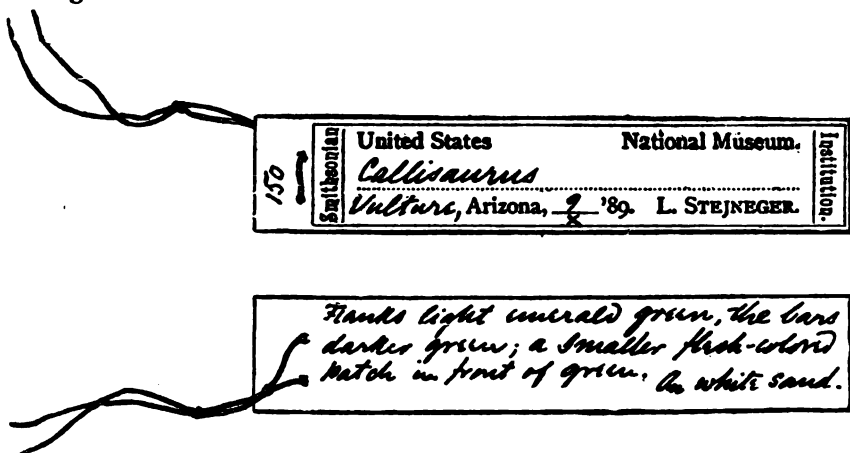 150
Smithsonian
United States National Museum.
Callisaurus
Vulture, Arizona, 9/X '89. L. STEJNEGER.
Institution.
Flanks light emerald green, the bars
darker green; a smaller flesh-colored
patch in front of green. On white sand.